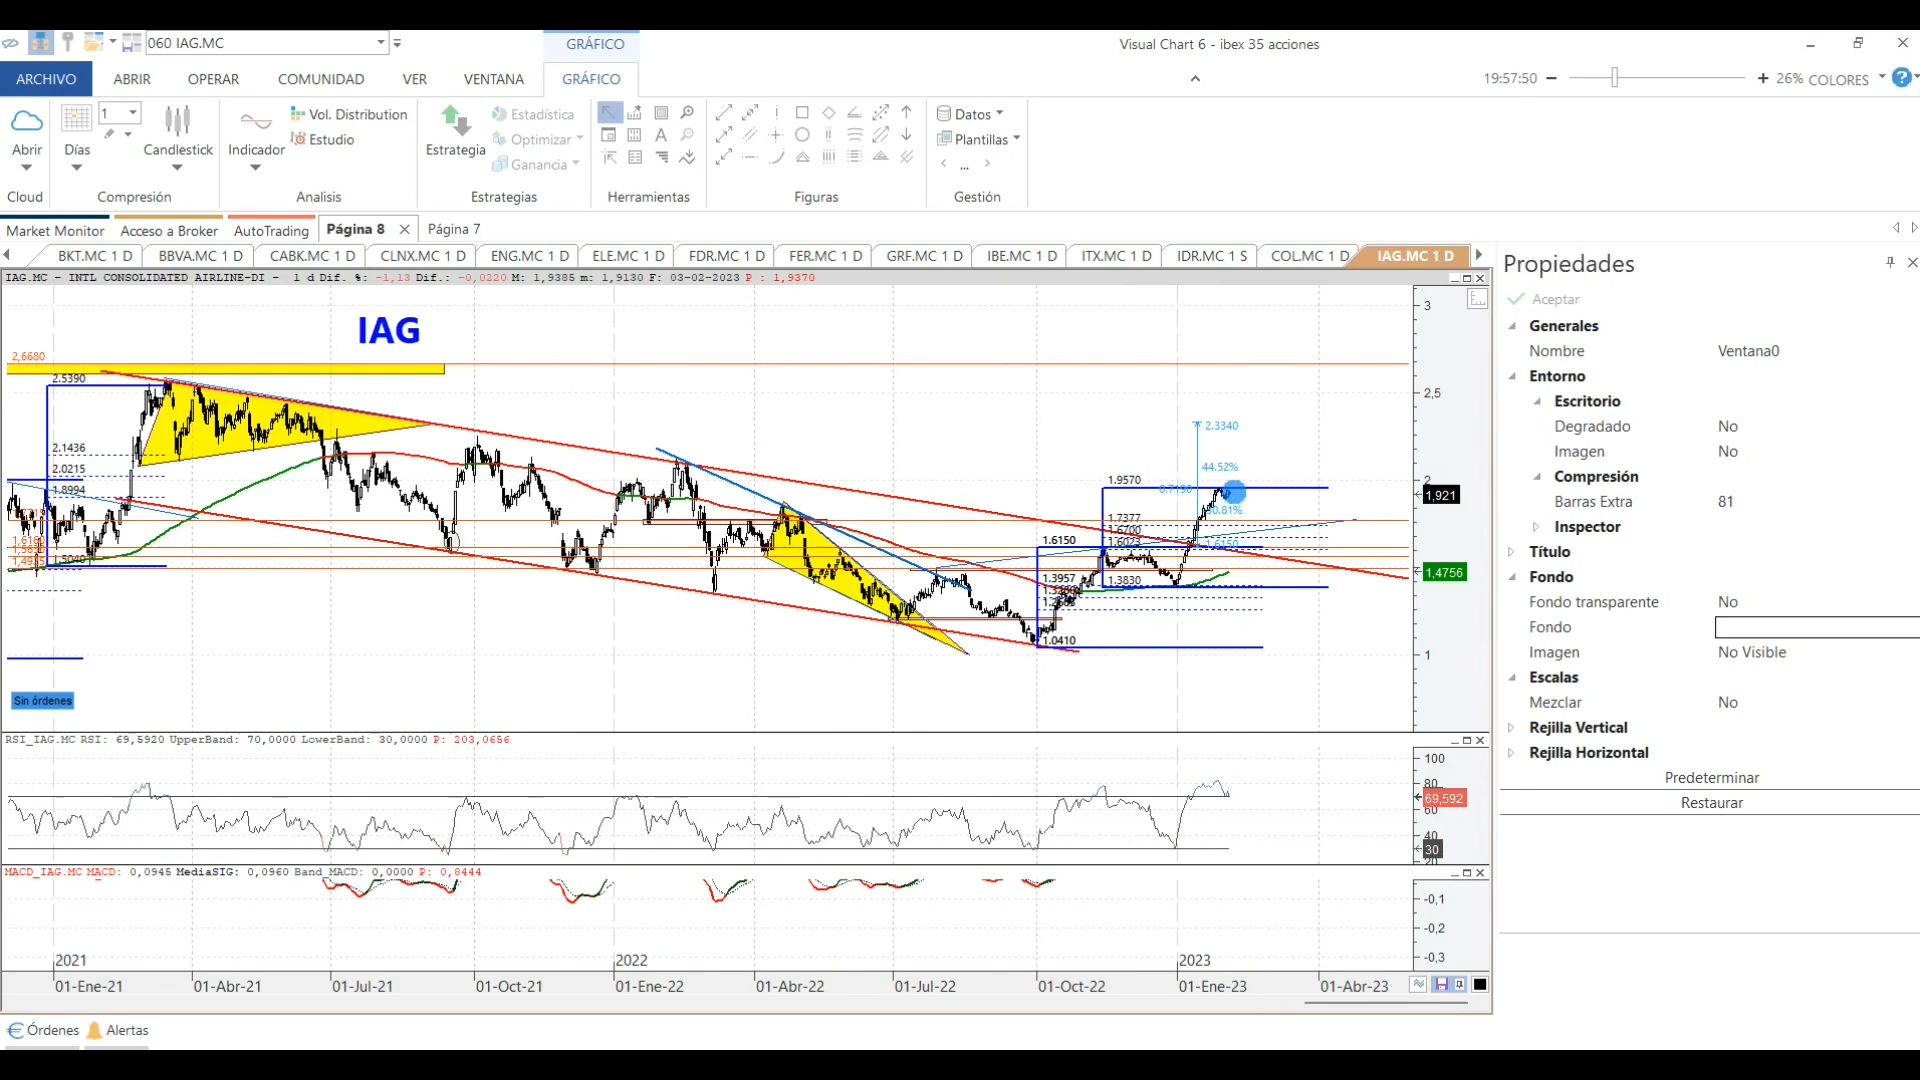 060 IAG.MC
GRÁFICO
Visual Chart 6 - ibex 35 acciones
ARCHIVO ABRIR OPERAR COMUNIDAD VER VENTANA GRÁFICO
19:57:50 26% COLORES
Abrir
Cloud
Días
1
Candlestick
Compresión
Indicador
Vol. Distribution
Estudio
Analisis
Estrategia
Estadística
Optimizar
Ganancia
Estrategias
Herramientas
Figuras
Datos
Plantillas
...
Gestión
Market Monitor Acceso a Broker AutoTrading Página 8 Página 7
BKT.MC 1 D BBVA.MC 1 D CABK.MC 1 D CLNX.MC 1 D ENG.MC 1 D ELE.MC 1 D FDR.MC 1 D FER.MC 1 D GRF.MC 1 D IBE.MC 1 D ITX.MC 1 D IDR.MC 1 S COL.MC 1 D IAG.MC 1 D
IAG.MC - INTL CONSOLIDATED AIRLINE-DI - 1 d Dif. %: -1,13 Dif.: -0,0220 M: 1,9385 m: 1,9130 F: 03-02-2023 P : 1,9370
IAG
2,6680
2.5390
2.1436
2.0215
1.8994
1.5040
2.3340
44.52%
1.9570
1.7377
1.6700
1.6023
1.6150
1.6150
1.3957
1.3830
1.0410
3
2,5
2
1,921
1,4756
1
Sin órdenes
RSI_IAG.MC RSI: 69,5920 UpperBand: 70,0000 LowerBand: 30,0000 P: 203,0656
100
80
69,592
60
40
30
20
MACD_IAG.MC MACD: 0,0945 MediaSIG: 0,0960 Band_MACD: 0,0000 P: 0,8444
-0,1
-0,2
-0,3
2021 2022 2023
01-Ene-21 01-Abr-21 01-Jul-21 01-Oct-21 01-Ene-22 01-Abr-22 01-Jul-22 01-Oct-22 01-Ene-23 01-Abr-23
Órdenes Alertas
Propiedades
Aceptar
Generales
Nombre Ventana0
Entorno
Escritorio
Degradado No
Imagen No
Compresión
Barras Extra 81
Inspector
Título
Fondo
Fondo transparente No
Fondo
Imagen No Visible
Escalas
Mezclar No
Rejilla Vertical
Rejilla Horizontal
Predeterminar
Restaurar